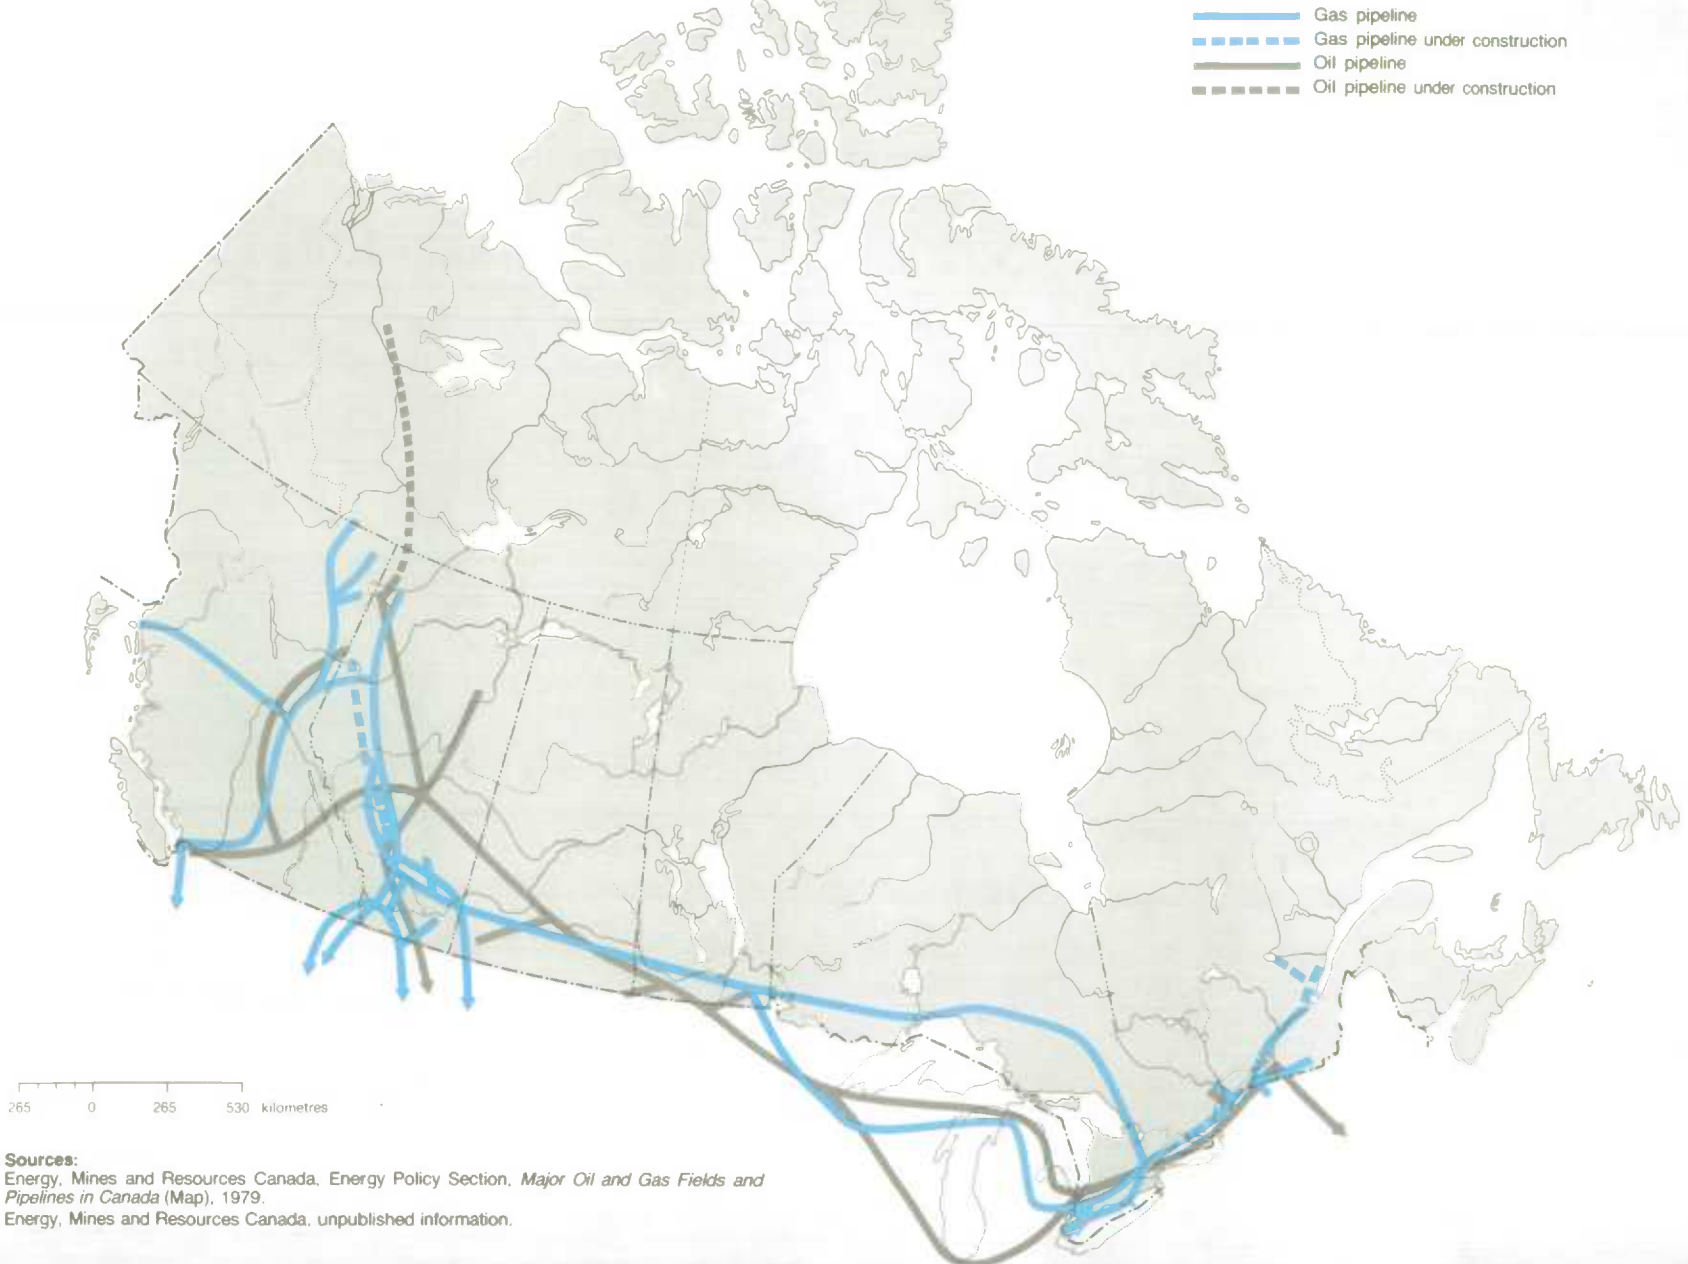 Gas pipeline
Gas pipeline under construction
Oil pipeline
Oil pipeline under construction
265 0 265 530 kilometres
Sources:
Energy, Mines and Resources Canada, Energy Policy Section, Major Oil and Gas Fields and
Pipelines in Canada (Map), 1979.
Energy, Mines and Resources Canada, unpublished information.